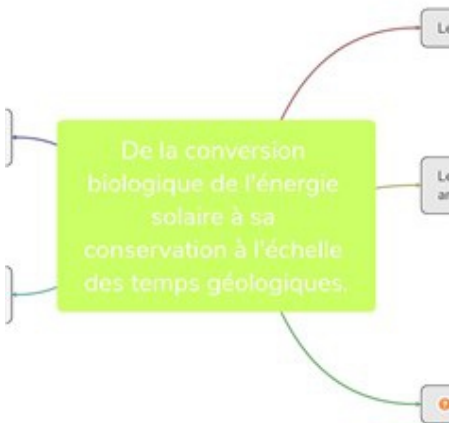 De la conversion
biologique de l'énergie
solaire à sa
conservation à l'échelle
des temps géologiques.